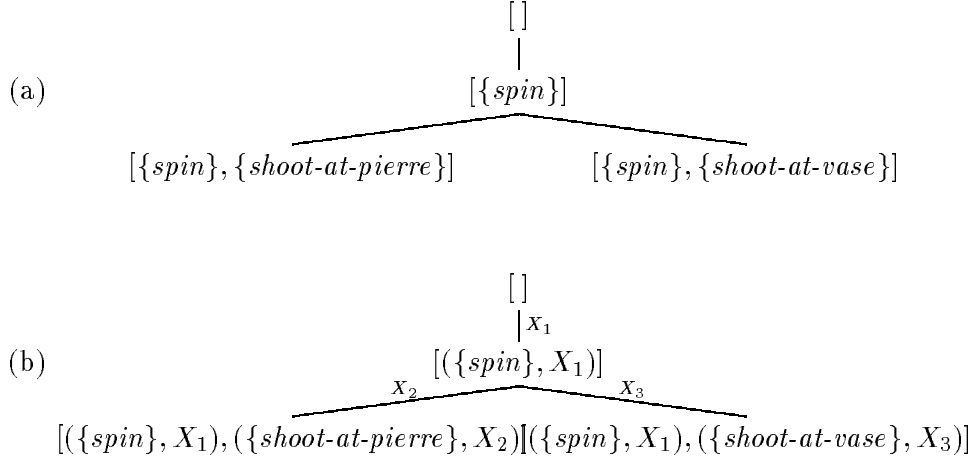 [ ]
(a) [{spin}]
[{spin}, {shoot-at-pierre}] [{spin}, {shoot-at-vase}]
[ ]
X₁
(b) [({spin}, X₁)]
X₂ X₃
[({spin}, X₁), ({shoot-at-pierre}, X₂)][({spin}, X₁), ({shoot-at-vase}, X₃)]